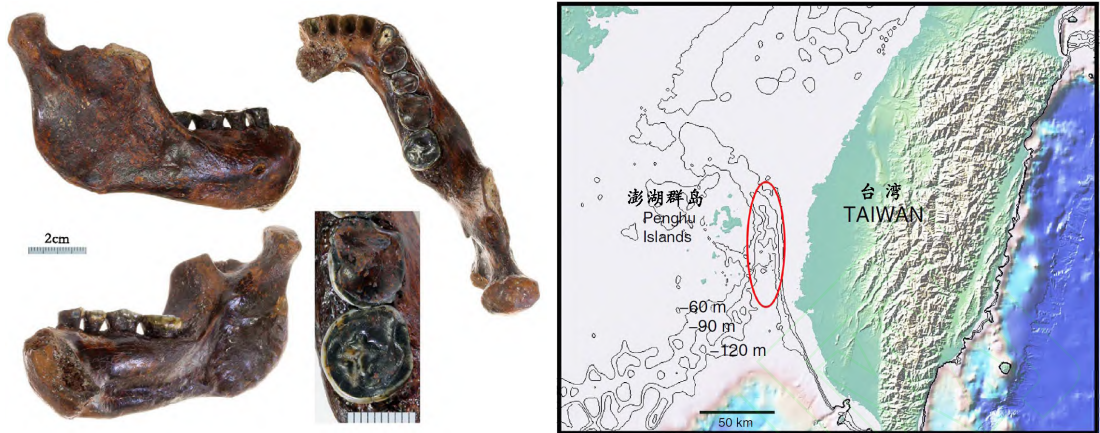 2cm
澎湖群岛
Penghu
Islands
台湾
TAIWAN
–60 m
–90 m
–120 m
50 km